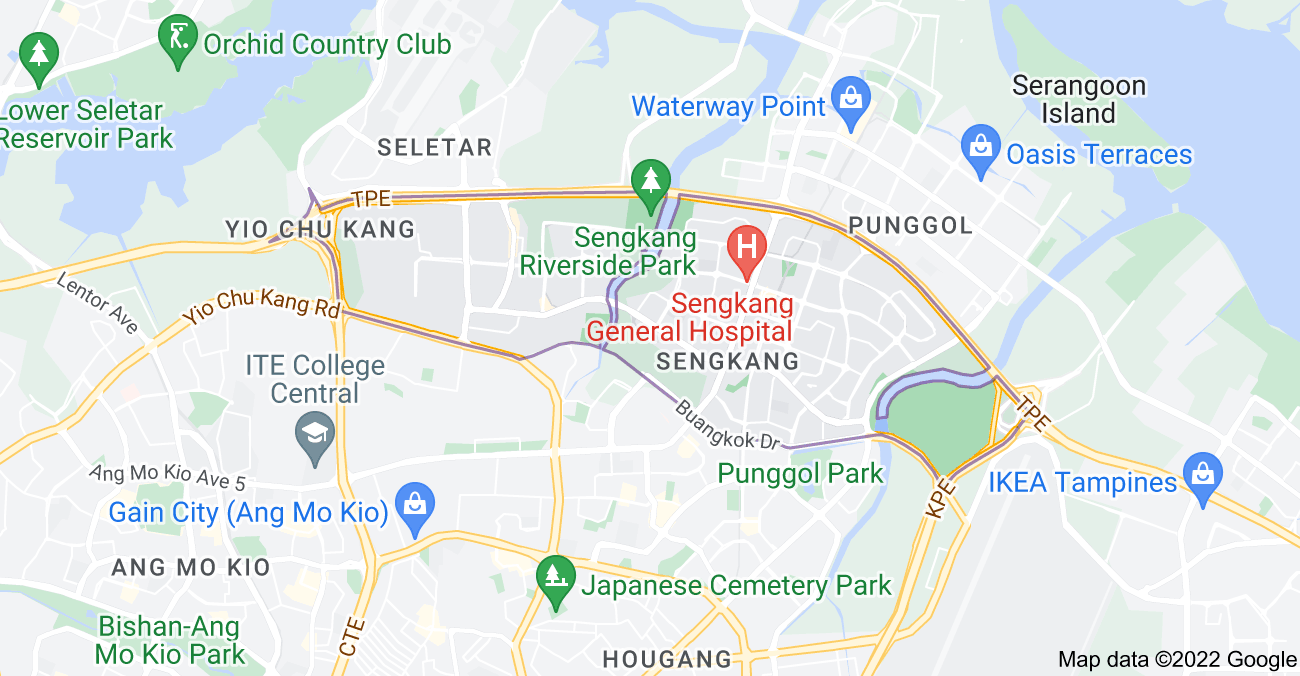 Orchid Country Club
Lower Seletar
Reservoir Park
SELETAR
Waterway Point
Serangoon
Island
Oasis Terraces
TPE
YIO CHU KANG
PUNGGOL
Sengkang
Riverside Park
H
Lentor Ave
Yio Chu Kang Rd
Sengkang
General Hospital
SENGKANG
ITE College
Central
Buangkok Dr
TPE
Ang Mo Kio Ave 5
Punggol Park
KPE
IKEA Tampines
Gain City (Ang Mo Kio)
ANG MO KIO
Japanese Cemetery Park
Bishan-Ang
Mo Kio Park
CTE
HOUGANG
Map data ©2022 Google